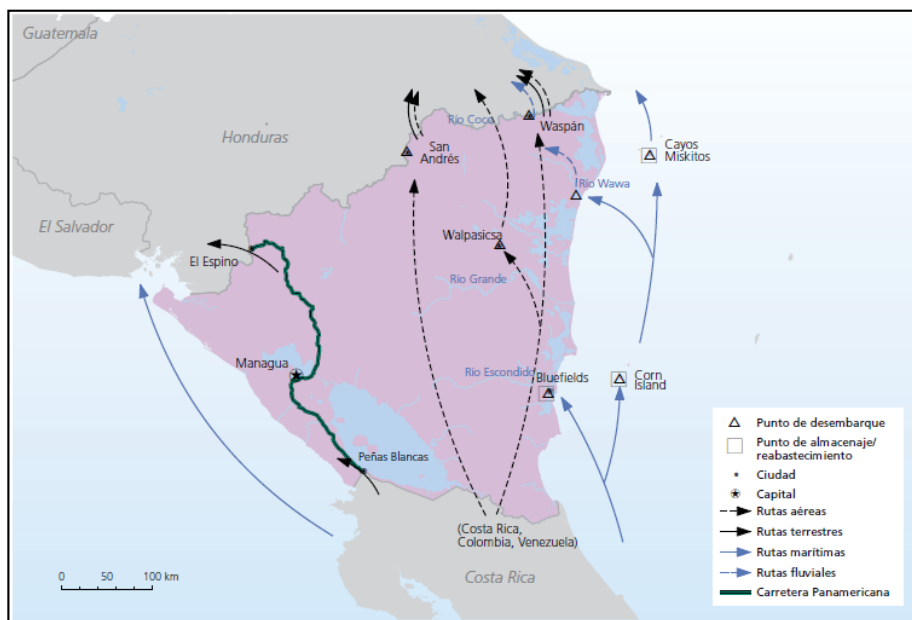 Guatemala
Honduras
El Salvador
Río Coco
Waspán
San
Andrés
Cayos
Miskitos
Río Wawa
Walpasicsa
El Espino
Río Grande
Managua
Río Escondido
Bluefields
Corn
Island
Peñas Blancas
(Costa Rica,
Colombia, Venezuela)
Costa Rica
0 50 100 km
Punto de desembarque
Punto de almacenaje/
reabastecimiento
Ciudad
Capital
Rutas aéreas
Rutas terrestres
Rutas marítimas
Rutas fluviales
Carretera Panamericana